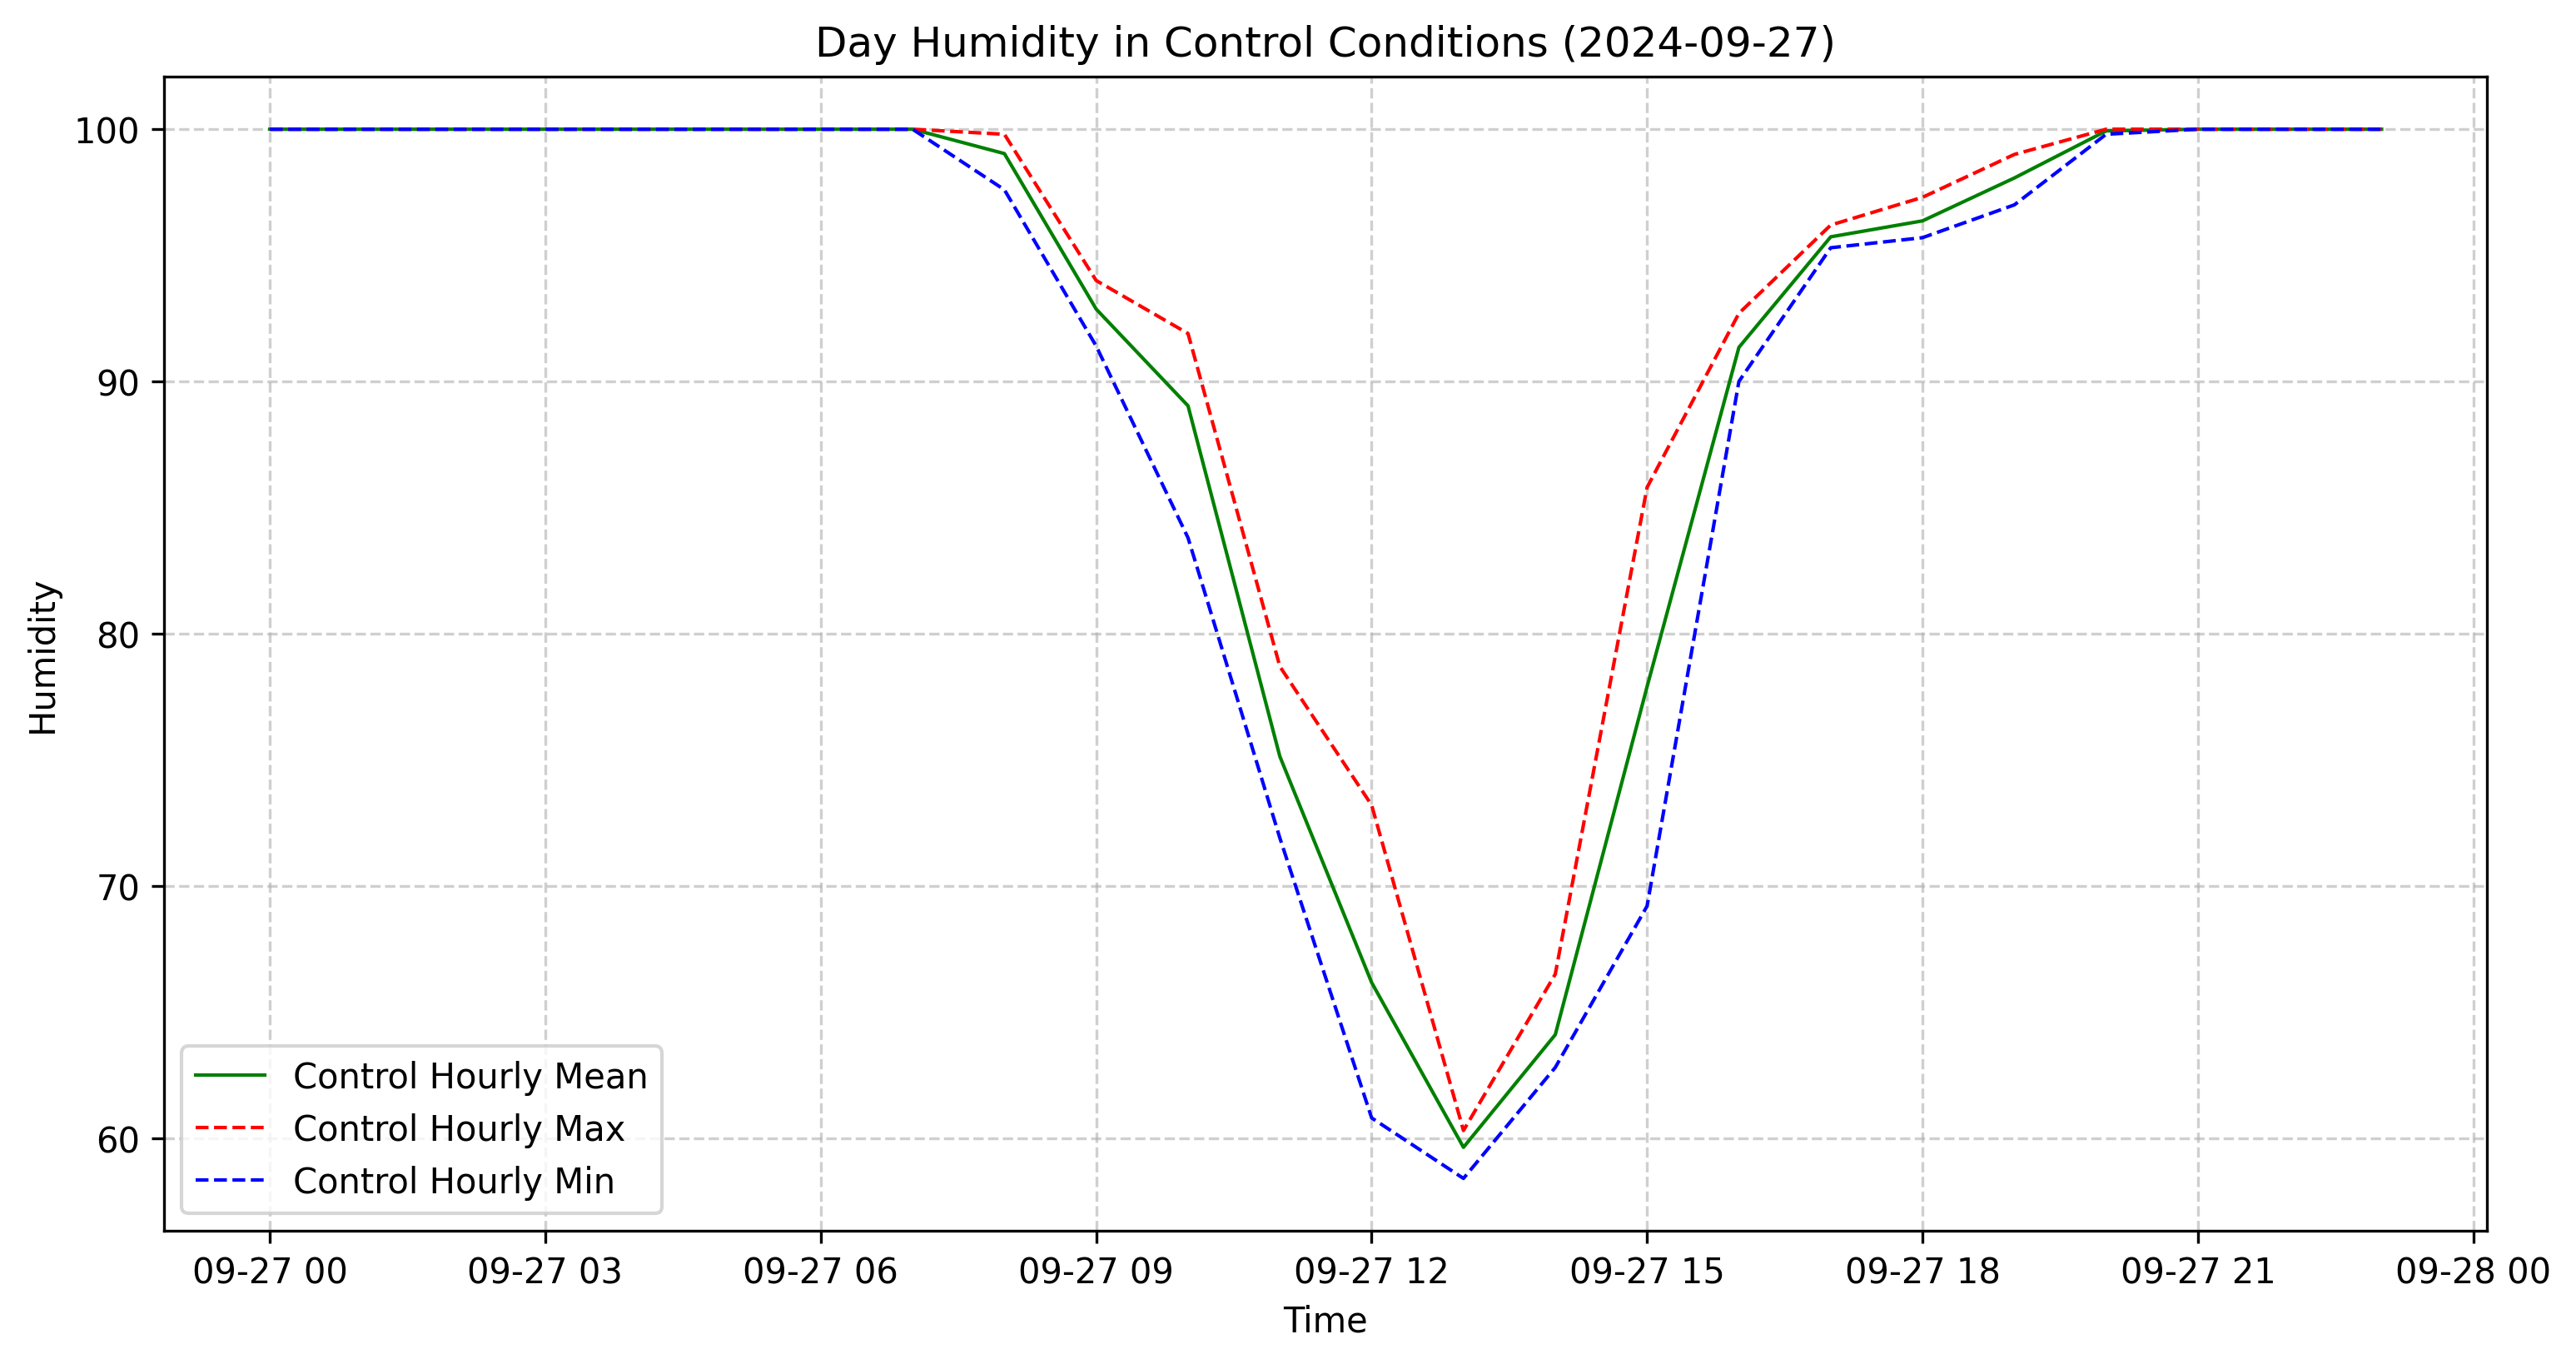 Day Humidity in Control Conditions (2024-09-27)
Humidity
100
90
80
70
60
Control Hourly Mean
Control Hourly Max
Control Hourly Min
09-27 00 09-27 03 09-27 06 09-27 09 09-27 12 09-27 15 09-27 18 09-27 21 09-28 00
Time